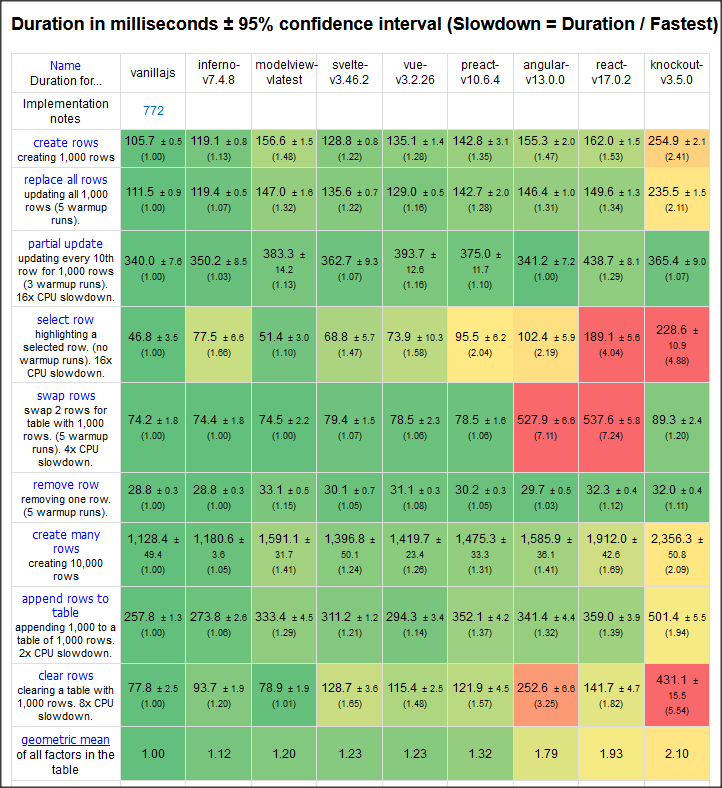 Duration in milliseconds ± 95% confidence interval (Slowdown = Duration / Fastest)
Name
Duration for...
vanillajs
inferno-
v7.4.8
modelview-
vlatest
svelte-
v3.46.2
vue-
v3.2.26
preact-
v10.6.4
angular-
v13.0.0
react-
v17.0.2
knockout-
v3.5.0
Implementation
notes
772
create rows
creating 1,000 rows
105.7 ± 0.5
(1.00)
119.1 ± 0.8
(1.13)
156.6 ± 1.5
(1.48)
128.8 ± 0.8
(1.22)
135.1 ± 1.4
(1.28)
142.8 ± 3.1
(1.35)
155.3 ± 2.0
(1.47)
162.0 ± 1.5
(1.53)
254.9 ± 2.1
(2.41)
replace all rows
updating all 1,000
rows (5 warmup
runs).
111.5 ± 0.9
(1.00)
119.4 ± 0.5
(1.07)
147.0 ± 1.6
(1.32)
135.6 ± 0.7
(1.22)
129.0 ± 0.5
(1.16)
142.7 ± 2.0
(1.28)
146.4 ± 1.0
(1.31)
149.6 ± 1.3
(1.34)
235.5 ± 1.5
(2.11)
partial update
updating every 10th
row for 1,000 rows
(3 warmup runs).
16x CPU slowdown.
340.0 ± 7.6
(1.00)
350.2 ± 8.5
(1.03)
383.3 ±
14.2
(1.13)
362.7 ± 9.3
(1.07)
393.7 ±
12.6
(1.16)
375.0 ±
11.7
(1.10)
341.2 ± 7.2
(1.00)
438.7 ± 8.1
(1.29)
365.4 ± 9.0
(1.07)
select row
highlighting a
selected row. (no
warmup runs). 16x
CPU slowdown.
46.8 ± 3.5
(1.00)
77.5 ± 6.6
(1.66)
51.4 ± 3.0
(1.10)
68.8 ± 5.7
(1.47)
73.9 ± 10.3
(1.58)
95.5 ± 6.2
(2.04)
102.4 ± 5.9
(2.19)
189.1 ± 5.6
(4.04)
228.6 ±
10.9
(4.88)
swap rows
swap 2 rows for
table with 1,000
rows. (5 warmup
runs). 4x CPU
slowdown.
74.2 ± 1.8
(1.00)
74.4 ± 1.8
(1.00)
74.5 ± 2.2
(1.00)
79.4 ± 1.5
(1.07)
78.5 ± 2.3
(1.06)
78.5 ± 1.6
(1.06)
527.9 ± 6.6
(7.11)
537.6 ± 5.8
(7.24)
89.3 ± 2.4
(1.20)
remove row
removing one row.
(5 warmup runs).
28.8 ± 0.3
(1.00)
28.8 ± 0.3
(1.00)
33.1 ± 0.5
(1.15)
30.1 ± 0.7
(1.05)
31.1 ± 0.3
(1.08)
30.2 ± 0.3
(1.05)
29.7 ± 0.5
(1.03)
32.3 ± 0.4
(1.12)
32.0 ± 0.4
(1.11)
create many
rows
creating 10,000
rows
1,128.4 ±
49.4
(1.00)
1,180.6 ±
3.6
(1.05)
1,591.1 ±
31.7
(1.41)
1,396.8 ±
50.1
(1.24)
1,419.7 ±
23.4
(1.26)
1,475.3 ±
33.3
(1.31)
1,585.9 ±
36.1
(1.41)
1,912.0 ±
42.6
(1.69)
2,356.3 ±
50.8
(2.09)
append rows to
table
appending 1,000 to a
table of 1,000 rows.
2x CPU slowdown.
257.8 ± 1.3
(1.00)
273.8 ± 2.6
(1.06)
333.4 ± 4.5
(1.29)
311.2 ± 1.2
(1.21)
294.3 ± 3.4
(1.14)
352.1 ± 4.2
(1.37)
341.4 ± 4.4
(1.32)
359.0 ± 3.9
(1.39)
501.4 ± 5.5
(1.94)
clear rows
clearing a table with
1,000 rows. 8x CPU
slowdown.
77.8 ± 2.5
(1.00)
93.7 ± 1.9
(1.20)
78.9 ± 1.9
(1.01)
128.7 ± 3.6
(1.65)
115.4 ± 2.5
(1.48)
121.9 ± 4.5
(1.57)
252.6 ± 6.6
(3.25)
141.7 ± 4.7
(1.82)
431.1 ±
15.5
(5.54)
geometric mean
of all factors in the
table
1.00
1.12
1.20
1.23
1.23
1.32
1.79
1.93
2.10